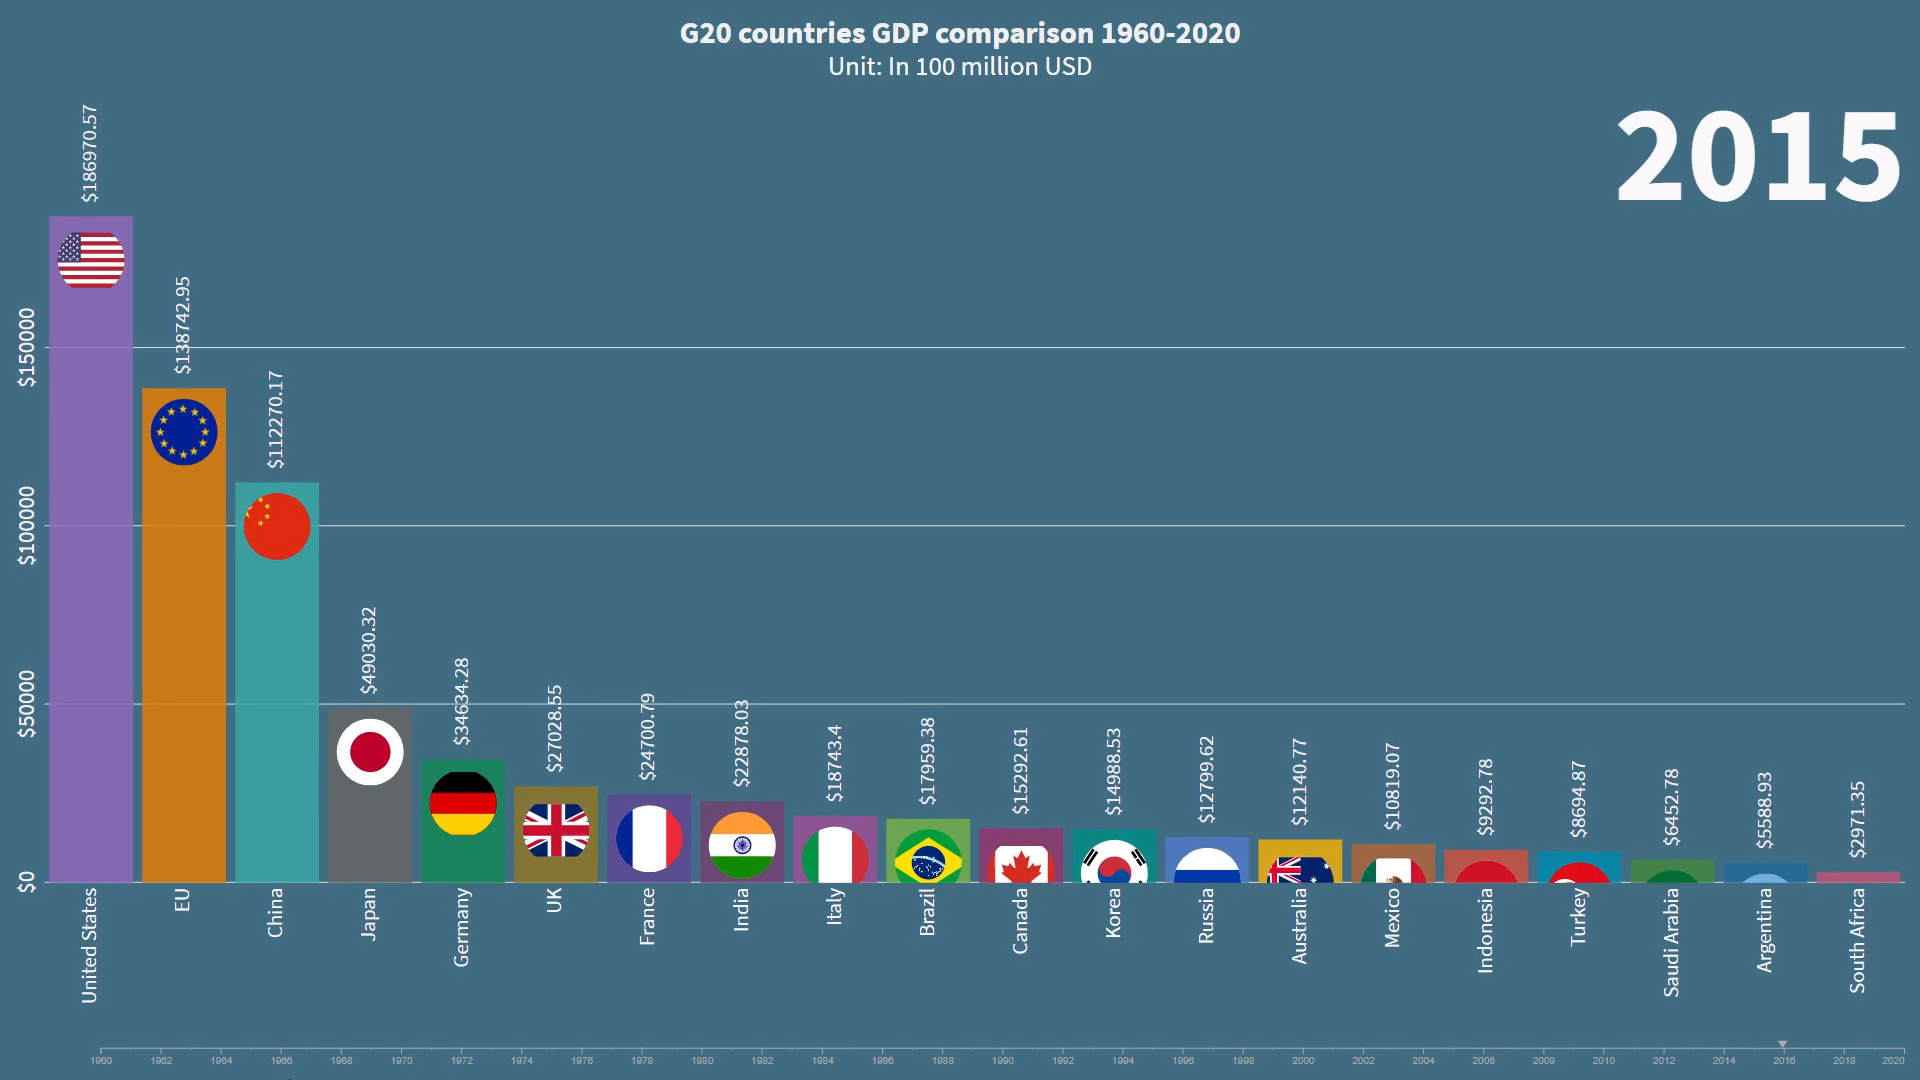 G20 countries GDP comparison 1960-2020
Unit: In 100 million USD
2015
$186970.57
$138742.95
$112270.17
$49030.32
$34634.28
$27028.55
$24700.79
$22878.03
$18743.4
$17959.38
$15292.61
$14988.53
$12799.62
$12140.77
$10819.07
$9292.78
$8694.87
$6452.78
$5588.93
$2971.35
$150000
$100000
$50000
$0
United States
EU
China
Japan
Germany
UK
France
India
Italy
Brazil
Canada
Korea
Russia
Australia
Mexico
Indonesia
Turkey
Saudi Arabia
Argentina
South Africa
1960 1962 1964 1966 1968 1970 1972 1974 1976 1978 1980 1982 1984 1986 1988 1990 1992 1994 1996 1998 2000 2002 2004 2006 2008 2010 2012 2014 2016 2018 2020